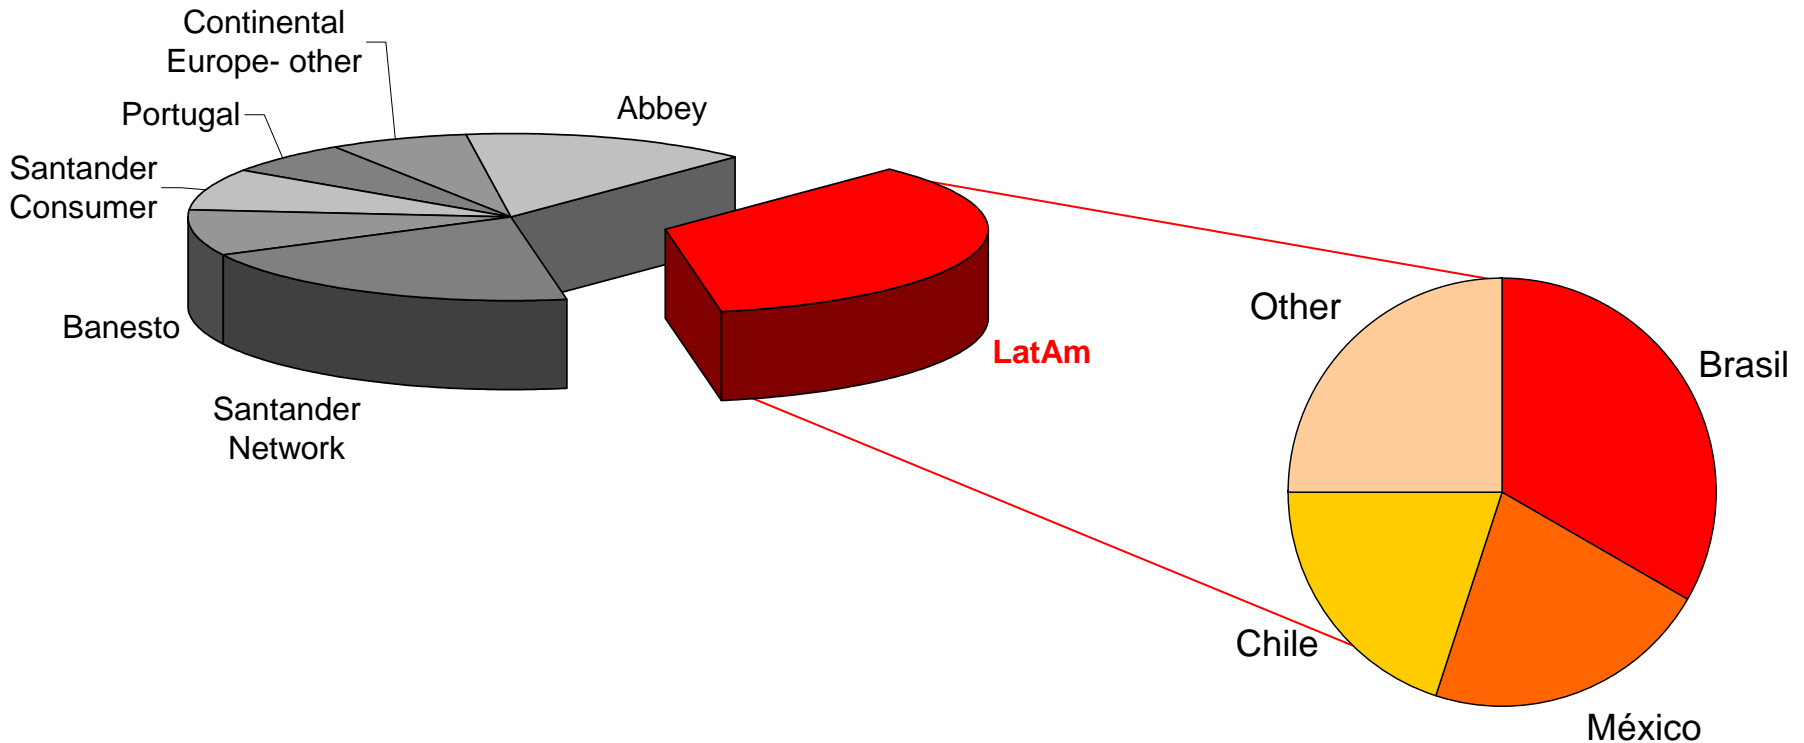 Continental
Europe- other
Portugal
Abbey
Santander
Consumer
Banesto
Santander
Network
LatAm
Other
Brasil
Chile
México